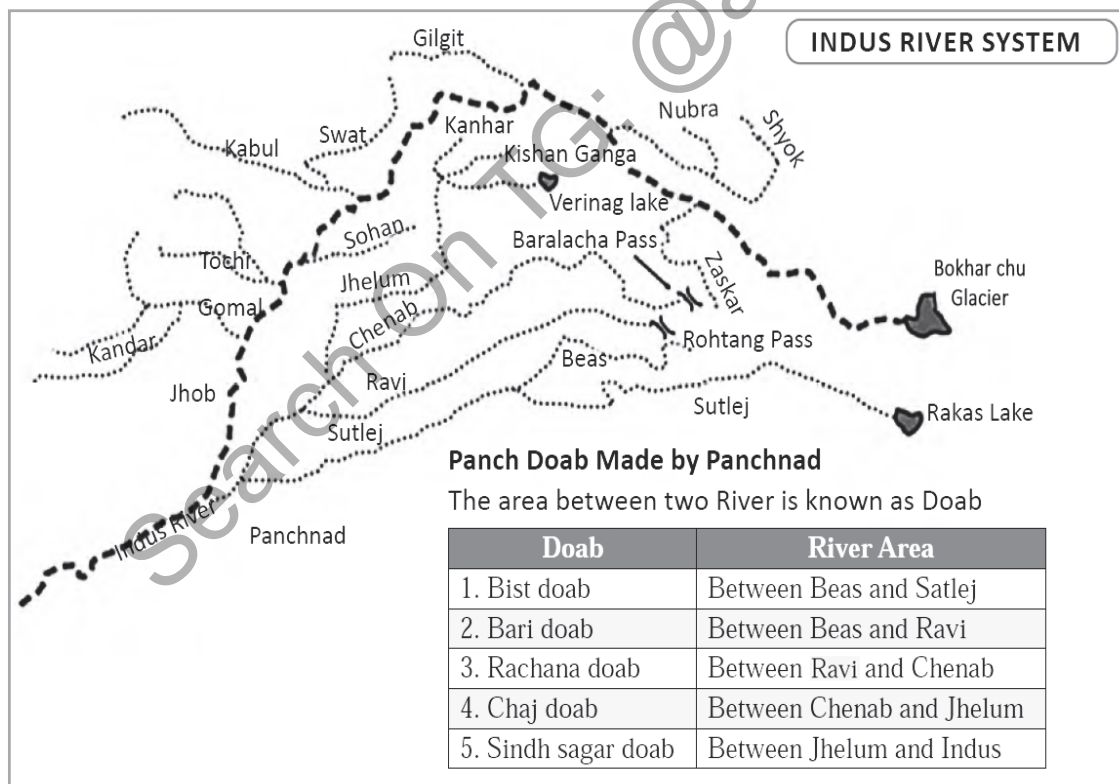 INDUS RIVER SYSTEM
Gilgit
Nubra
Shyok
Kanhar
Swat
Kabul
Kishan Ganga
Verinag lake
Sohan
Baralacha Pass
Tochi
Zaskar
Bokhar chu
Glacier
Jhelum
Gomal
Chenab
Kandar
Rohtang Pass
Beas
Ravi
Jhob
Sutlej
Rakas Lake
Sutlej
Indus River
Panchnad
Panch Doab Made by Panchnad
The area between two River is known as Doab
Doab River Area
1. Bist doab Between Beas and Satlej
2. Bari doab Between Beas and Ravi
3. Rachana doab Between Ravi and Chenab
4. Chaj doab Between Chenab and Jhelum
5. Sindh sagar doab Between Jhelum and Indus
Search On TG: @